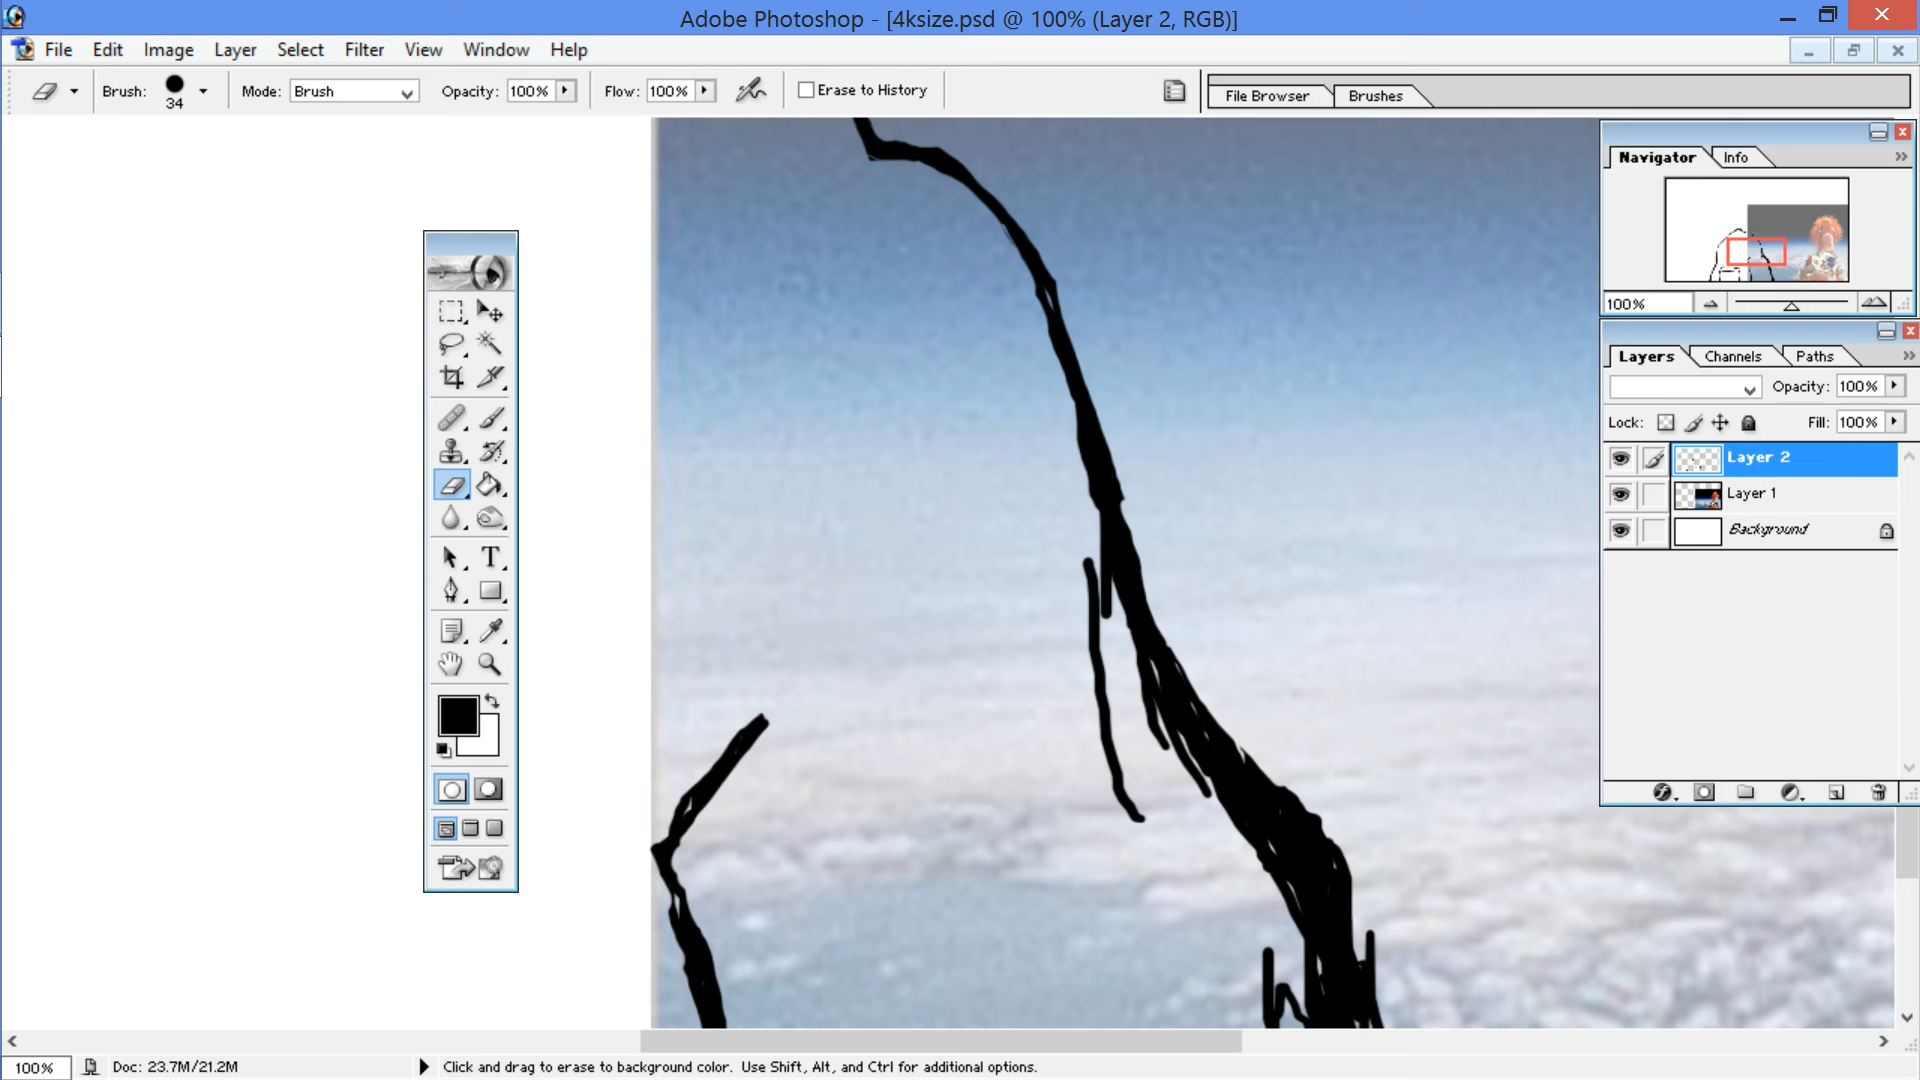 Adobe Photoshop - [4ksize.psd @ 100% (Layer 2, RGB)]
File Edit Image Layer Select Filter View Window Help
Brush: 34 Mode: Brush Opacity: 100% Flow: 100% Erase to History File Browser Brushes
Navigator Info
100%
Layers Channels Paths
Opacity: 100%
Lock: Fill: 100%
Layer 2
Layer 1
Background
T
100% Doc: 23.7M/21.2M Click and drag to erase to background color. Use Shift, Alt, and Ctrl for additional options.